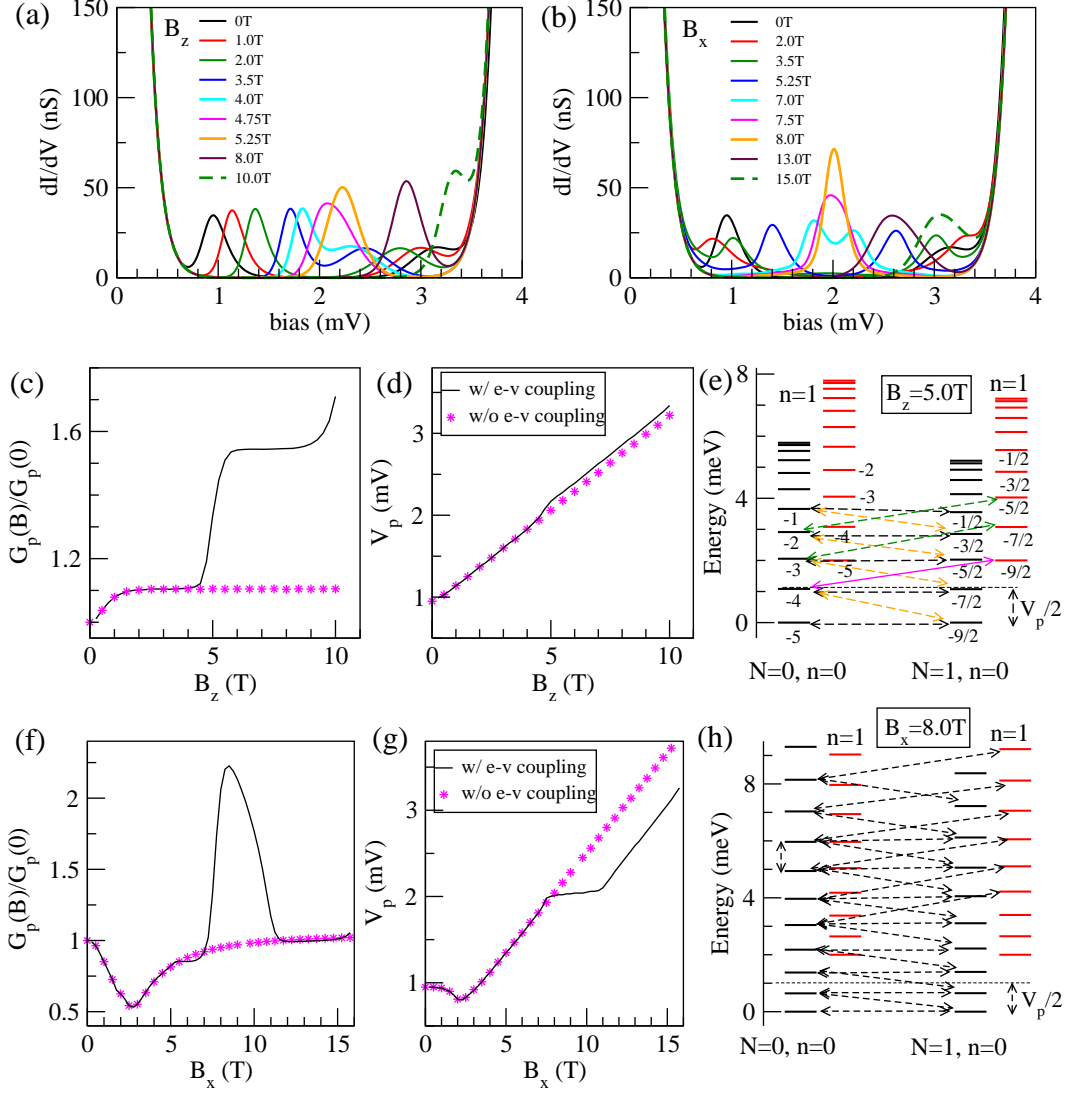 (a)
150
100
50
0
dI/dV (nS)
B_z
0T
1.0T
2.0T
3.5T
4.0T
4.75T
5.25T
8.0T
10.0T
0 1 2 3 4
bias (mV)
(b)
150
100
50
0
dI/dV (nS)
B_x
0T
2.0T
3.5T
5.25T
7.0T
7.5T
8.0T
13.0T
15.0T
0 1 2 3 4
bias (mV)
(c)
1.6
1.1
G_p(B)/G_p(0)
0 5 10
B_z (T)
(d)
3
2
1
V_p (mV)
w/ e-v coupling
w/o e-v coupling
0 5 10
B_z (T)
(e)
8
4
0
Energy (meV)
B_z=5.0T
n=1
n=1
-2
-3
-4
-5
-1
-2
-3
-4
-5
-1/2
-3/2
-5/2
-7/2
-9/2
-1/2
-3/2
-5/2
-7/2
-9/2
V_p/2
N=0, n=0
N=1, n=0
(f)
2
1.5
1
0.5
G_p(B)/G_p(0)
0 5 10 15
B_x (T)
(g)
3
2
1
0
V_p (mV)
w/ e-v coupling
w/o e-v coupling
0 5 10 15
B_x (T)
(h)
8
4
0
Energy (meV)
B_x=8.0T
n=1
n=1
V_p/2
N=0, n=0
N=1, n=0